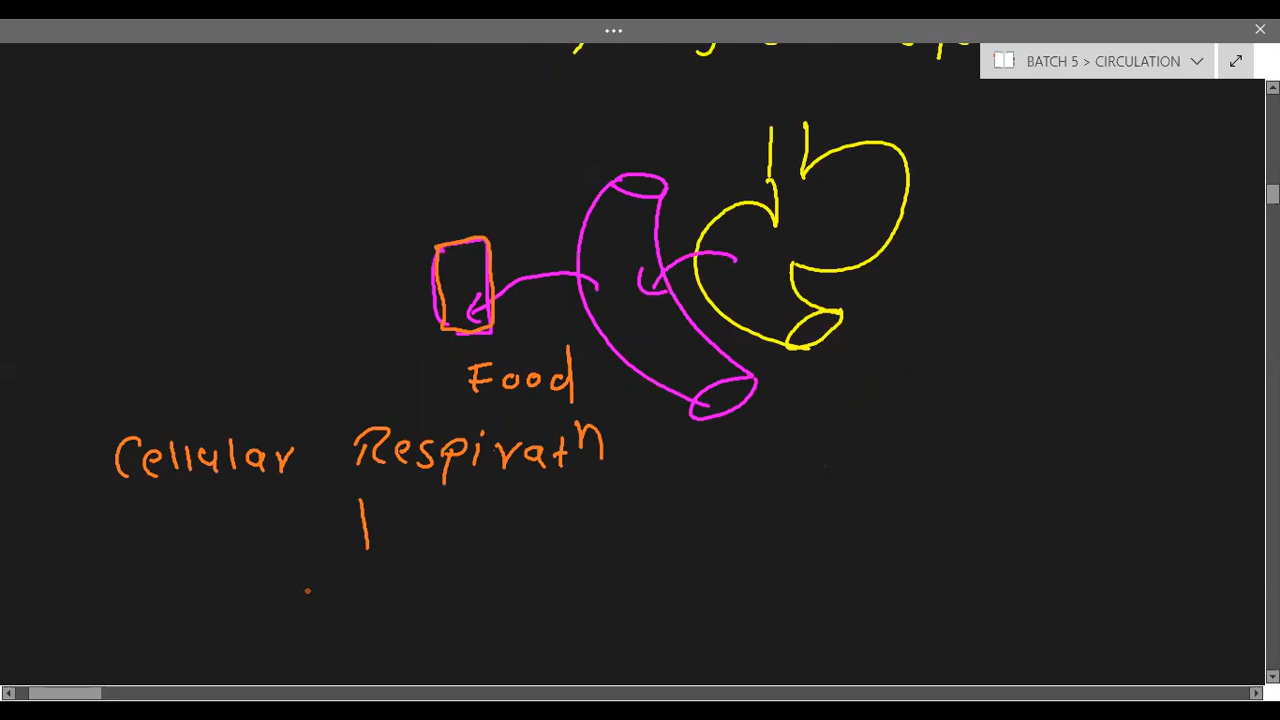 ...
BATCH 5 > CIRCULATION
Food
Cellular Respiratn